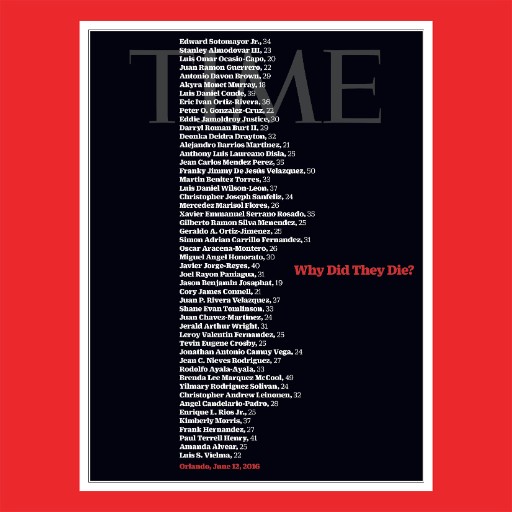 TIME
Edward Sotomayor Jr., 34
Stanley Almodovar III, 23
Luis Omar Ocasio-Capo, 20
Juan Ramon Guerrero, 22
Antonio Davon Brown, 29
Akyra Monet Murray, 18
Luis Daniel Conde, 39
Eric Ivan Ortiz-Rivera, 36
Peter O. Gonzalez-Cruz, 22
Eddie Jamoldroy Justice, 30
Darryl Roman Burt II, 29
Deonka Deidra Drayton, 32
Alejandro Barrios Martinez, 21
Anthony Luis Laureano Disla, 25
Jean Carlos Mendez Perez, 35
Franky Jimmy De Jesús Velazquez, 50
Martin Benitez Torres, 33
Luis Daniel Wilson-Leon, 37
Christopher Joseph Sanfeliz, 24
Mercedez Marisol Flores, 26
Xavier Emmanuel Serrano Rosado, 35
Gilberto Ramon Silva Menendez, 25
Geraldo A. Ortiz-Jimenez, 25
Simon Adrian Carrillo Fernandez, 31
Oscar Aracena-Montero, 26
Miguel Angel Honorato, 30
Javier Jorge-Reyes, 40
Joel Rayon Paniagua, 31
Jason Benjamin Josaphat, 19
Cory James Connell, 21
Juan P. Rivera Velazquez, 37
Shane Evan Tomlinson, 33
Juan Chavez-Martinez, 24
Jerald Arthur Wright, 31
Leroy Valentin Fernandez, 25
Tevin Eugene Crosby, 25
Jonathan Antonio Camuy Vega, 24
Jean C. Nieves Rodriguez, 27
Rodolfo Ayala-Ayala, 33
Brenda Lee Marquez McCool, 49
Yilmary Rodriguez Solivan, 24
Christopher Andrew Leinonen, 32
Angel Candelario-Padro, 28
Enrique L. Rios Jr., 25
Kimberly Morris, 37
Frank Hernandez, 27
Paul Terrell Henry, 41
Amanda Alvear, 25
Luis S. Vielma, 22
Orlando, June 12, 2016
Why Did They Die?